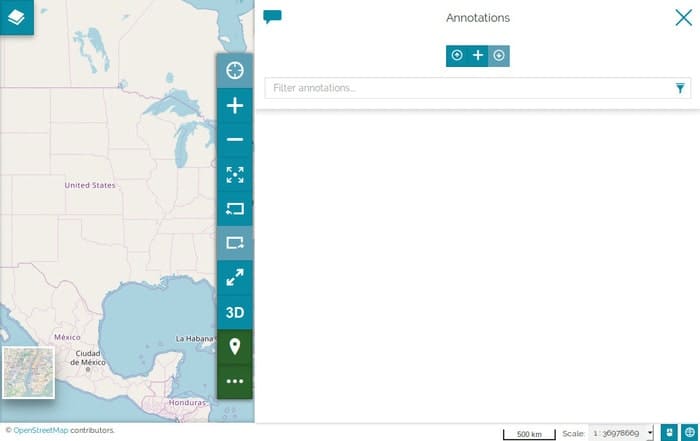 Annotations
Filter annotations...
United States
3D
México
Ciudad
de México
La Habana
Honduras
© OpenStreetMap contributors.
500 km
Scale:
1 : 36978669